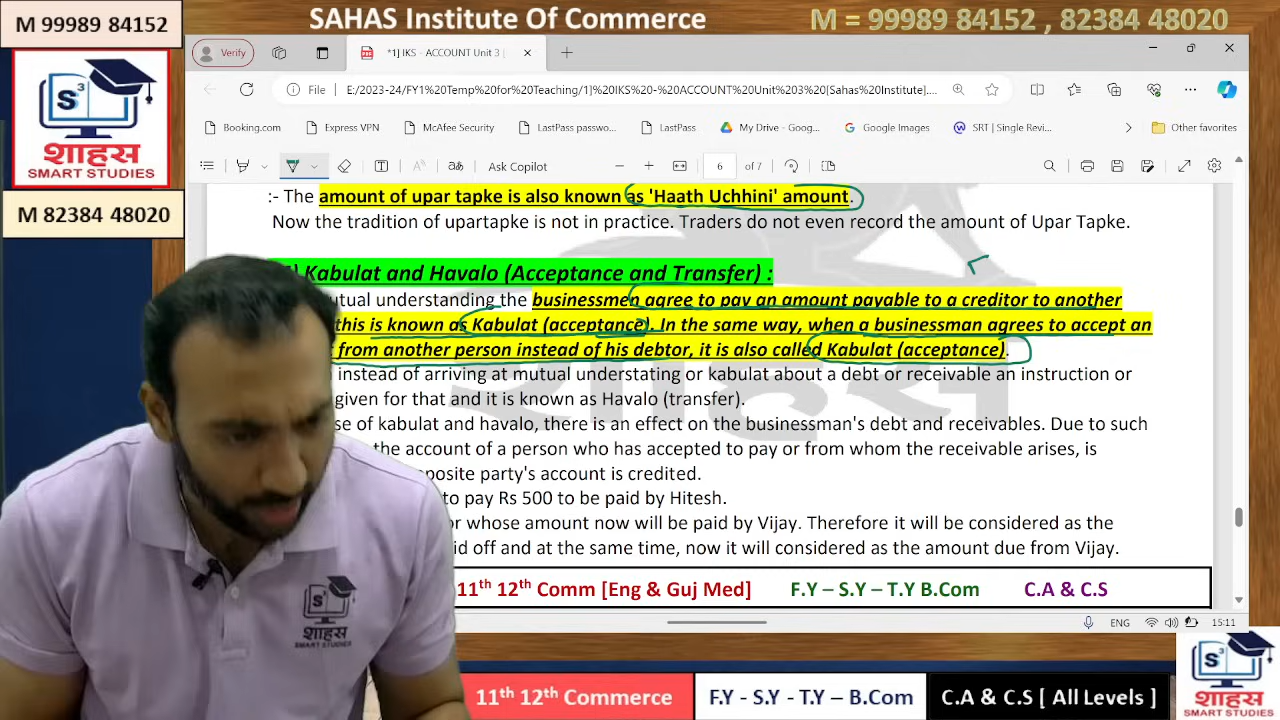 M 99989 84152
SAHAS Institute Of Commerce
M = 99989 84152 , 82384 48020
S³
शाहस
SMART STUDIES
M 82384 48020
Verify
*1] IKS - ACCOUNT Unit 3 [
File
E:/2023-24/FY1%20Temp%20for%20Teaching/1]%20IKS%20-%20ACCOUNT%20Unit%203%20[Sahas%20Institute]....
Booking.com
Express VPN
McAfee Security
LastPass passwo...
LastPass
My Drive - Goog...
Google Images
SRT | Single Revi...
Other favorites
Ask Copilot
6 of 7
:- The amount of upar tapke is also known as 'Haath Uchhini' amount.
Now the tradition of upartapke is not in practice. Traders do not even record the amount of Upar Tapke.
Kabulat and Havalo (Acceptance and Transfer) :
utual understanding the businessmen agree to pay an amount payable to a creditor to another
this is known as Kabulat (acceptance). In the same way, when a businessman agrees to accept an
from another person instead of his debtor, it is also called Kabulat (acceptance).
instead of arriving at mutual understating or kabulat about a debt or receivable an instruction or
given for that and it is known as Havalo (transfer).
se of kabulat and havalo, there is an effect on the businessman's debt and receivables. Due to such
the account of a person who has accepted to pay or from whom the receivable arises, is
posite party's account is credited.
to pay Rs 500 to be paid by Hitesh.
or whose amount now will be paid by Vijay. Therefore it will be considered as the
id off and at the same time, now it will considered as the amount due from Vijay.
11th 12th Comm [Eng & Guj Med]
F.Y – S.Y – T.Y B.Com
C.A & C.S
ENG
15:11
S³
शाहस
SMART STUDIES
11th 12th Commerce
F.Y - S.Y - T.Y – B.Com
C.A & C.S [ All Levels ]
S³
शाहस
SMART STUDIES